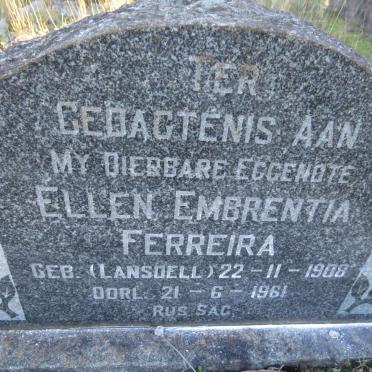 TER
GEDAGTENIS AAN
MY DIERBARE EGGENOTE
ELLEN EMBRENTIA
FERREIRA
GEB. (LANSDELL) 22-11-1908
OORL. 21-6-1961
RUS SAG.